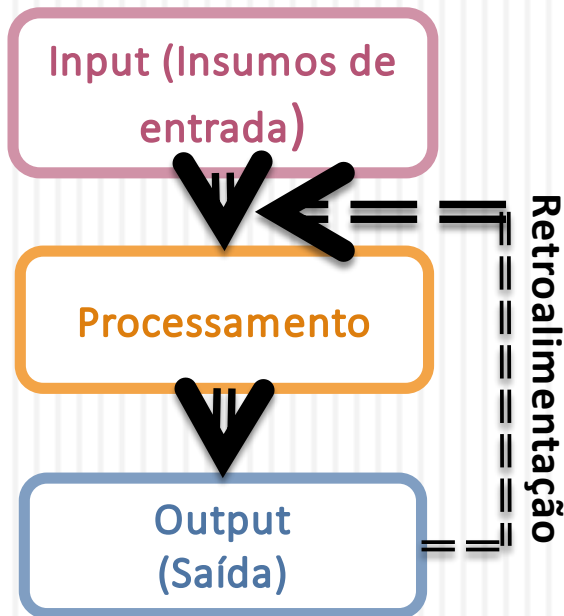 Input (Insumos de
entrada)
Retroalimentação
Processamento
Output
(Saída)